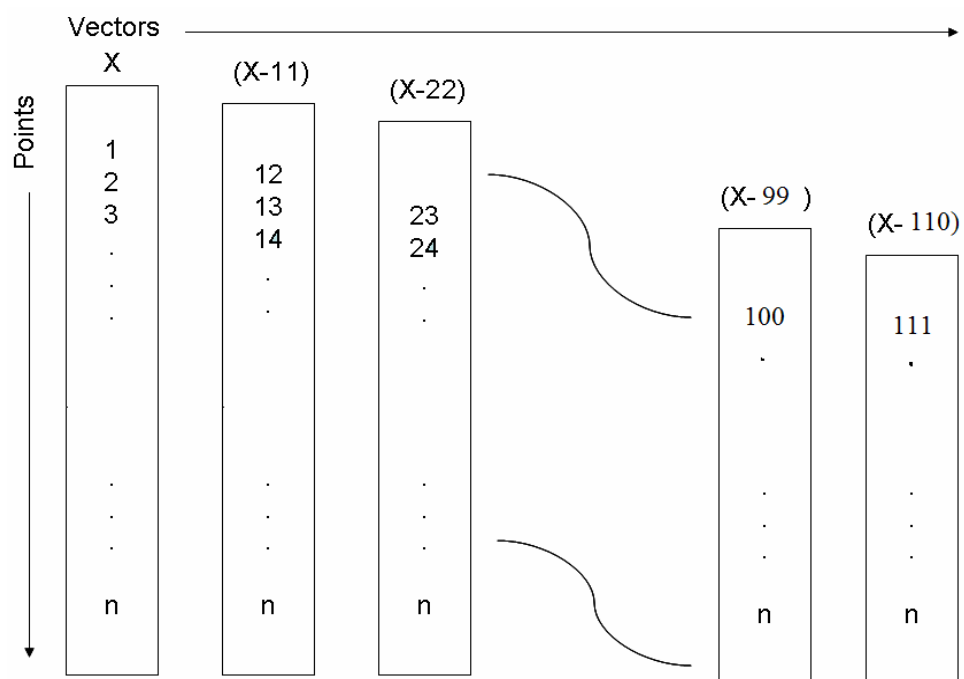 Vectors
Points
X
1
2
3
.
.
.
.
.
.
n
(X-11)
12
13
14
.
.
.
.
.
n
(X-22)
23
24
.
.
.
.
.
n
(X- 99 )
100
.
.
.
.
n
(X- 110)
111
.
.
.
.
n